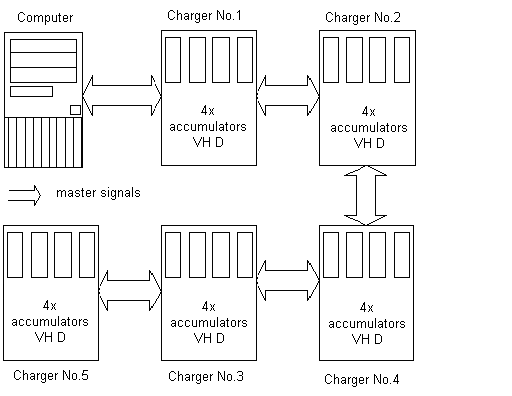 Computer
Charger No.1
Charger No.2
4x
accumulators
VH D
4x
accumulators
VH D
master signals
4x
accumulators
VH D
4x
accumulators
VH D
4x
accumulators
VH D
Charger No.5
Charger No.3
Charger No.4